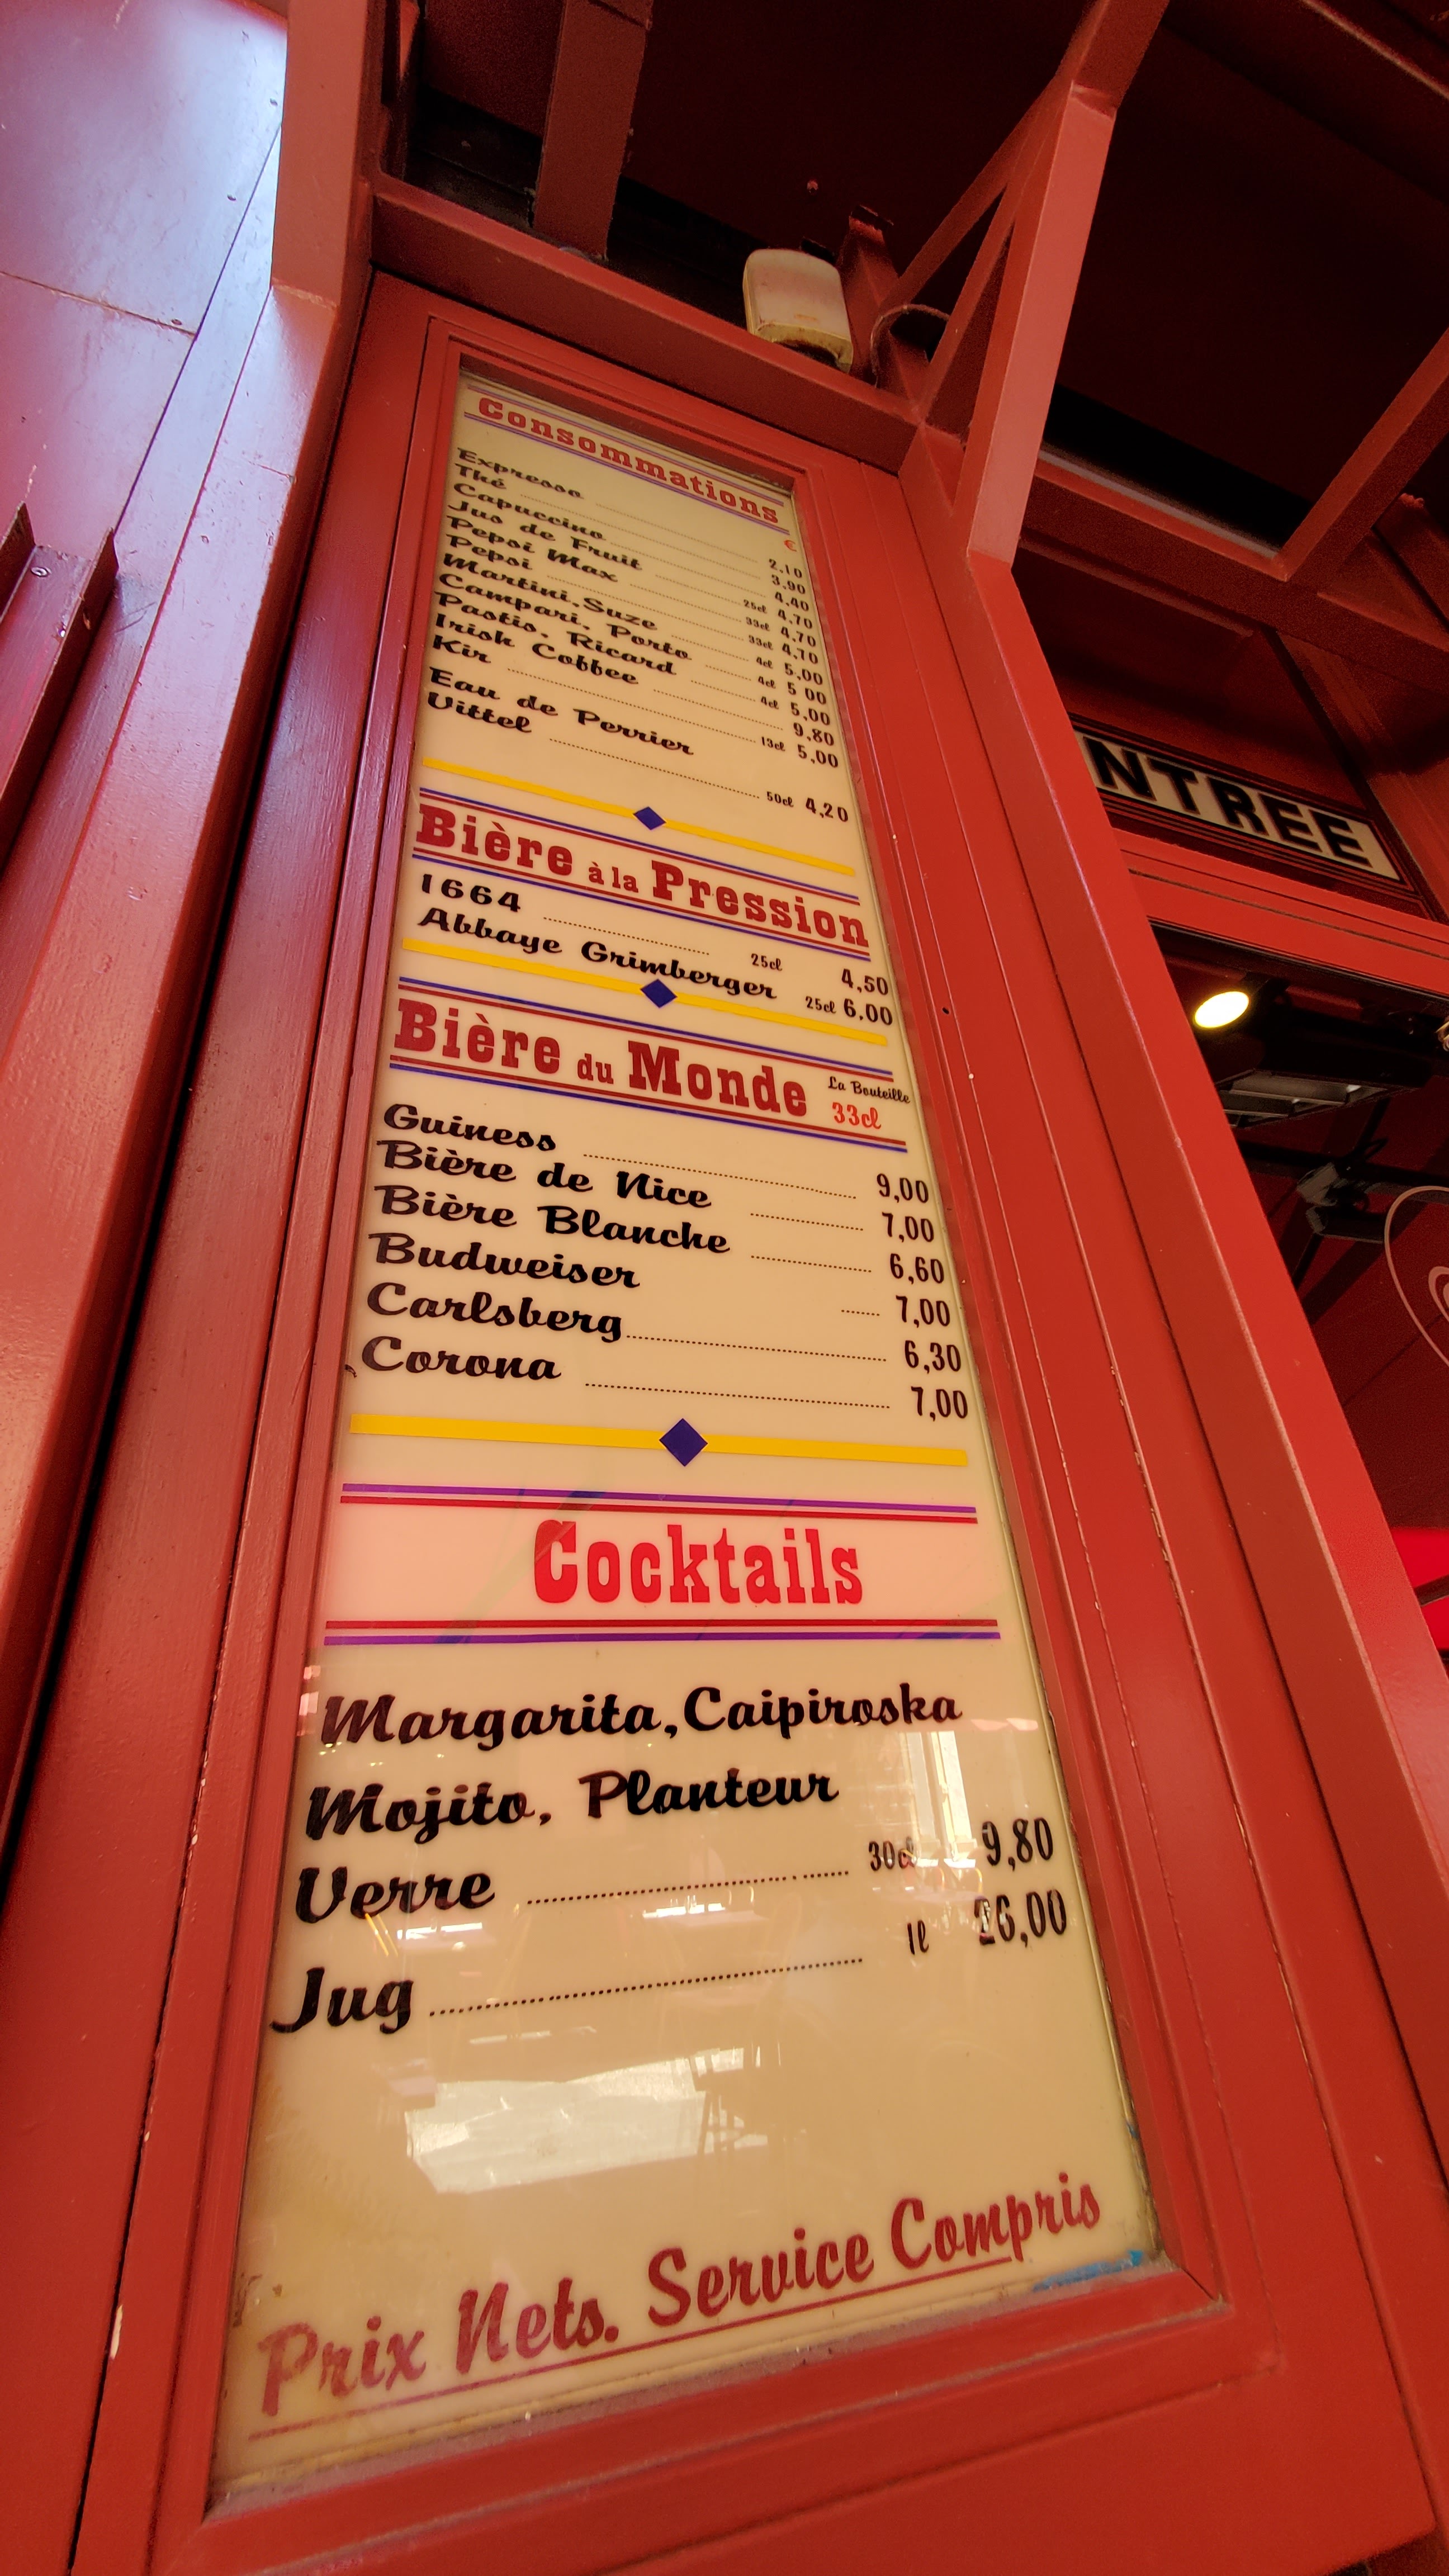 Consommations
€
Expresso 2.10
Thé 3.90
Capuccino 4.40
Jus de Fruit 25cl 4.70
Pepsi Max 33cl 4.70
Pepsi 33cl 4.70
Martini.Suze 4cl 5.00
Campari. Porto 4cl 5 00
Pastis. Ricard 4cl 5.00
Irish Coffee 9.80
Kir 13cl 5.00
Eau de Perrier
Vittel 50cl 4,20
Bière à la Pression
1664 25cl 4,50
Abbaye Grimberger 25cl 6.00
Bière du Monde La Bouteille 33cl
Guiness 9,00
Bière de Nice 7,00
Bière Blanche 6,60
Budweiser 7,00
Carlsberg 6,30
Corona 7,00
Cocktails
Margarita,Caipiroska
Mojito, Planteur
Verre 30cl 9,80
Jug 1l 26,00
Prix Nets. Service Compris
NTREE